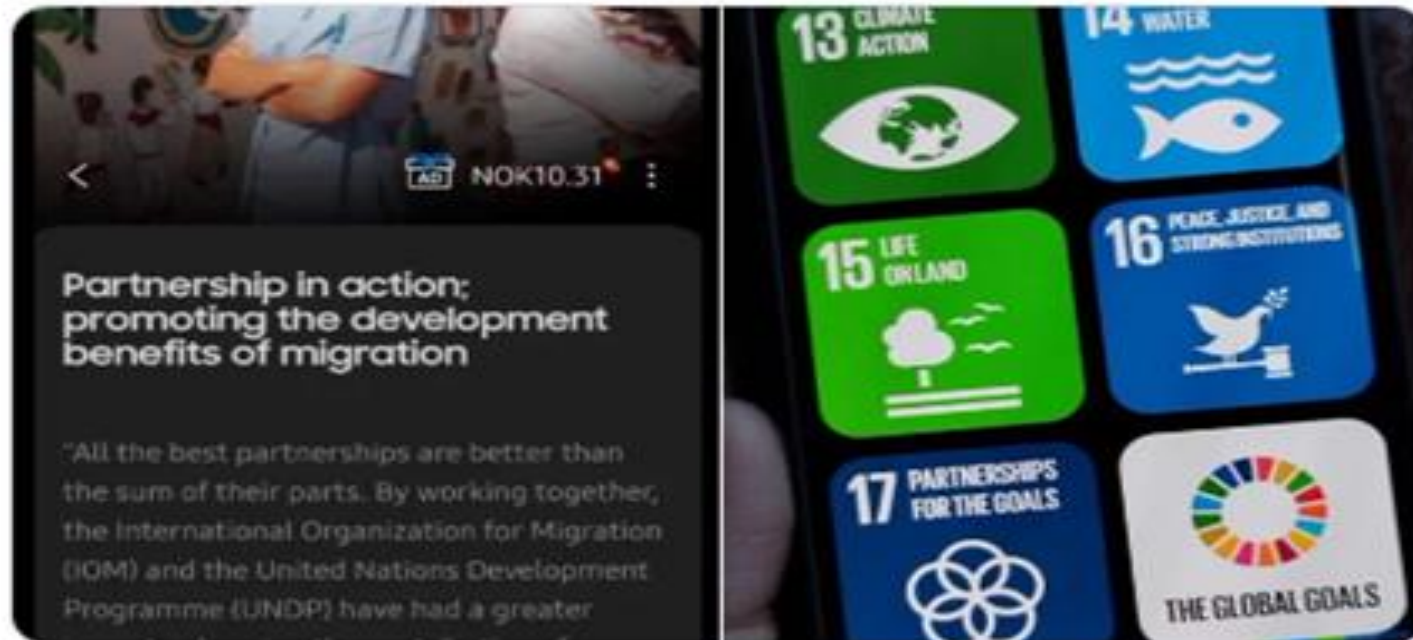 NOK10.31
AD
Partnership in action;
promoting the development
benefits of migration
"All the best partnerships are better than
the sum of their parts. By working together,
the International Organization for Migration
(IOM) and the United Nations Development
Programme (UNDP) have had a greater
13 CLIMATE
ACTION
14
WATER
15 LIFE
ON LAND
16 PEACE, JUSTICE, AND
STRONG INSTITUTIONS
17 PARTNERSHIPS
FOR THE GOALS
THE GLOBAL GOALS